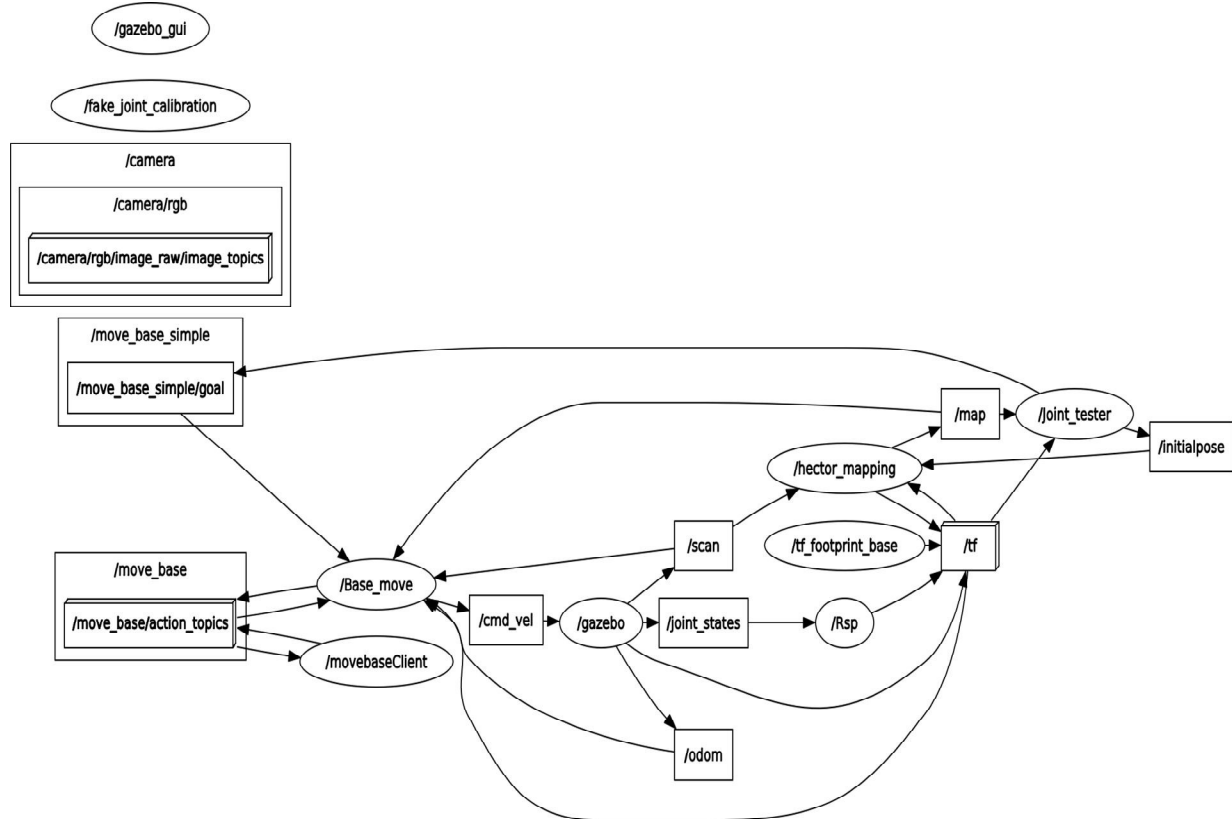 /gazebo_gui
/fake_joint_calibration
/camera
/camera/rgb
/camera/rgb/image_raw/image_topics
/move_base_simple
/move_base_simple/goal
/map
/joint_tester
/initialpose
/hector_mapping
/scan
/tf_footprint_base
/tf
/move_base
/Base_move
/move_base/action_topics
/cmd_vel
/gazebo
/joint_states
/Rsp
/movebaseClient
/odom